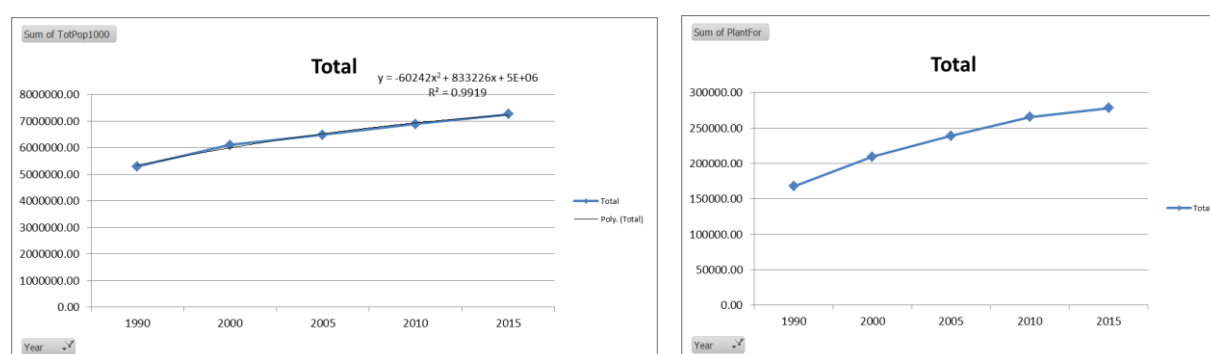 Sum of TotPop1000
Total
y = -60242x² + 833226x + 5E+06
R² = 0.9919
8000000.00
7000000.00
6000000.00
5000000.00
4000000.00
3000000.00
2000000.00
1000000.00
0.00
1990 2000 2005 2010 2015
Total
Poly. (Total)
Year
Sum of PlantFor
Total
300000.00
250000.00
200000.00
150000.00
100000.00
50000.00
0.00
1990 2000 2005 2010 2015
Total
Year